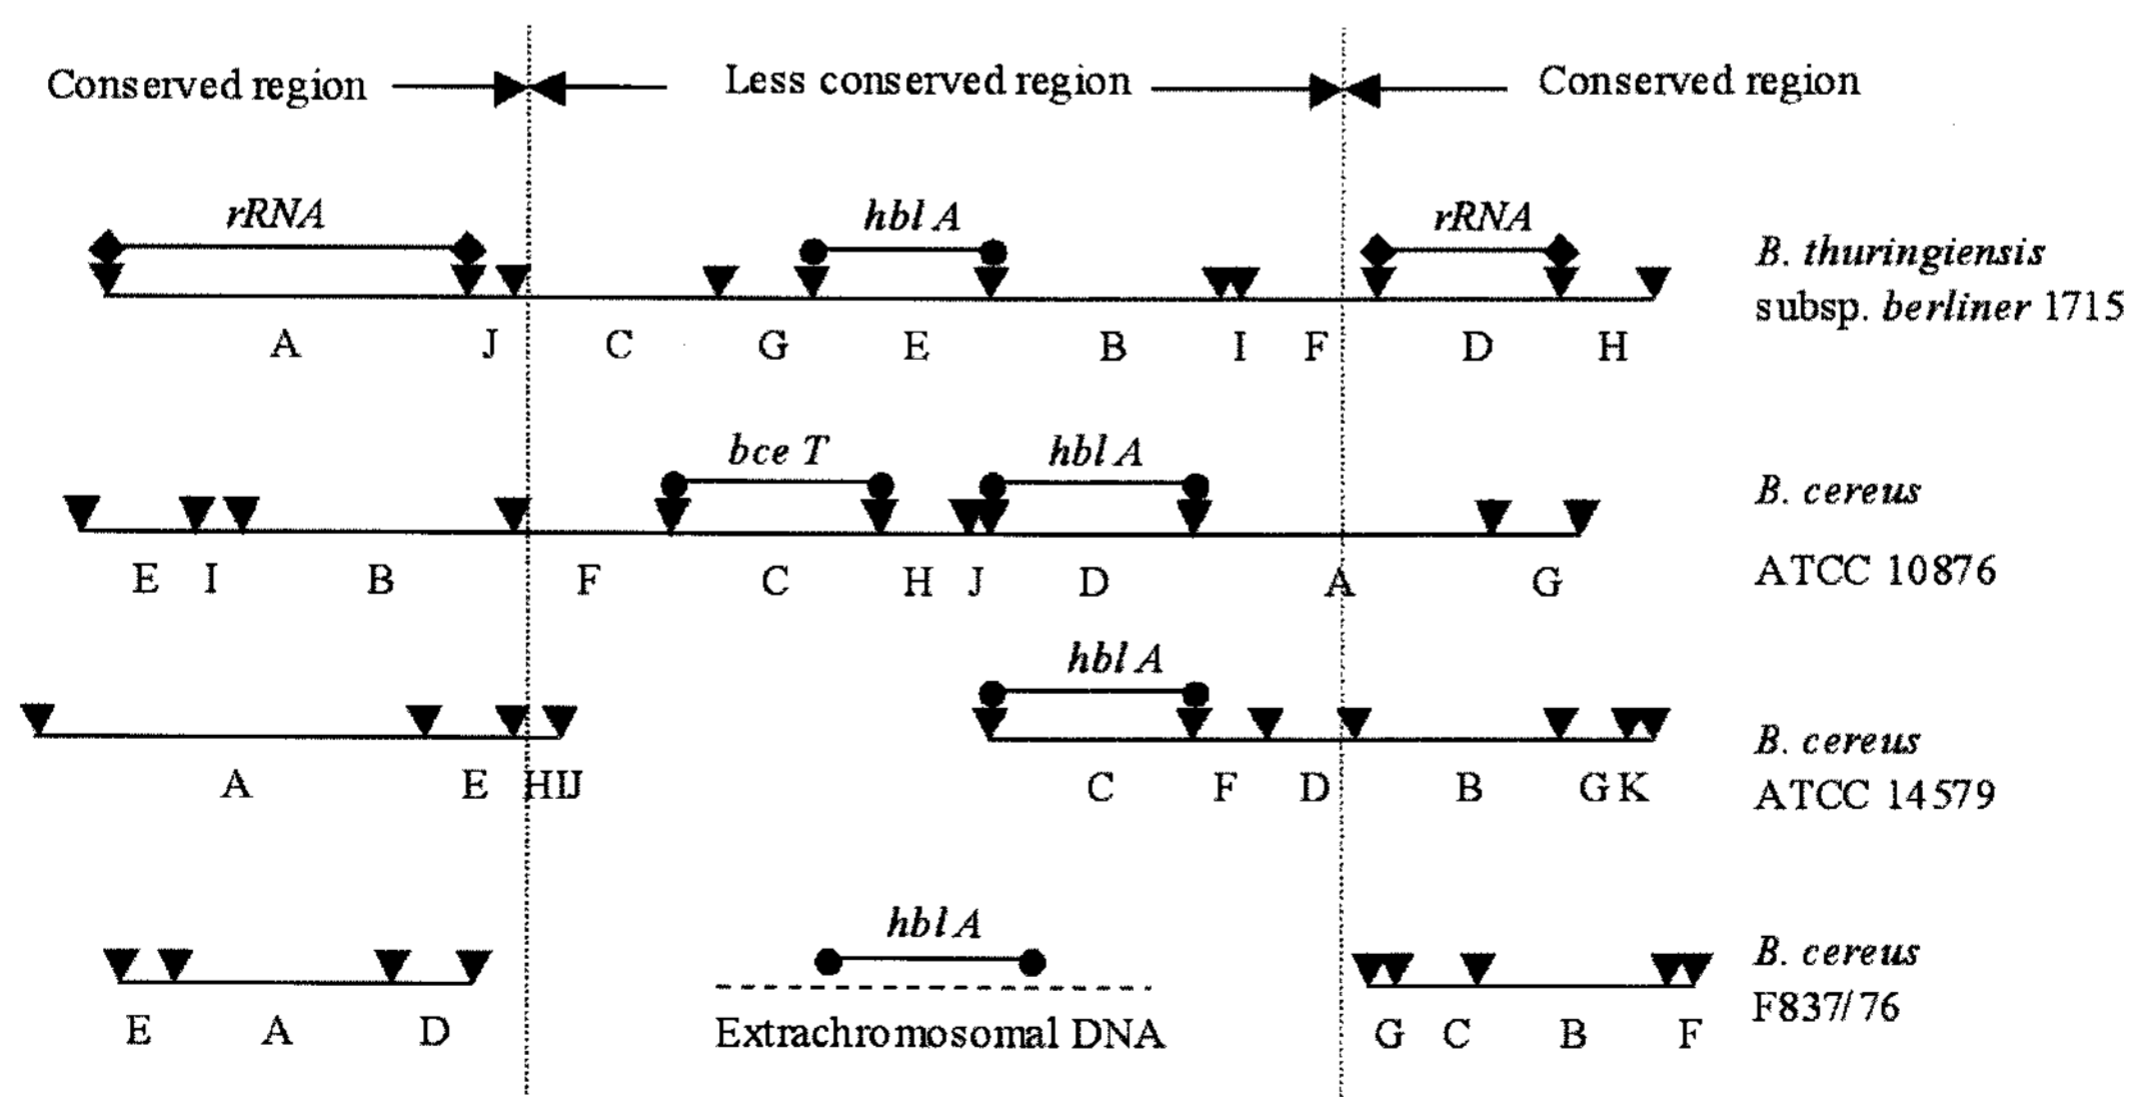 Conserved region Less conserved region Conserved region
rRNA hbl A rRNA
B. thuringiensis
subsp. berliner 1715
A J C G E B I F D H
bce T hbl A
B. cereus
ATCC 10876
E I B F C H J D A G
hbl A
B. cereus
ATCC 14579
A E HIJ C F D B G K
hbl A
B. cereus
F837/76
Extrachromosomal DNA
E A D G C B F